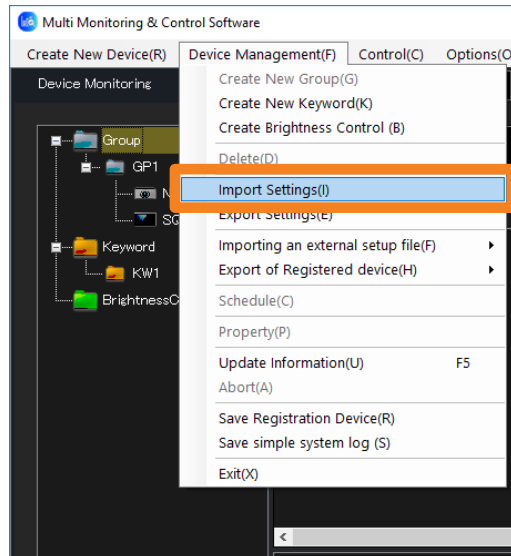 Multi Monitoring & Control Software
Create New Device(R) Device Management(F) Control(C) Options(O
Device Monitoring
Create New Group(G)
Create New Keyword(K)
Create Brightness Control (B)
Delete(D)
Import Settings(I)
Export Settings(E)
Importing an external setup file(F)
Export of Registered device(H)
Schedule(C)
Property(P)
Update Information(U) F5
Abort(A)
Save Registration Device(R)
Save simple system log (S)
Exit(X)
Group
GP1
N
SG
Keyword
KW1
BrightnessC